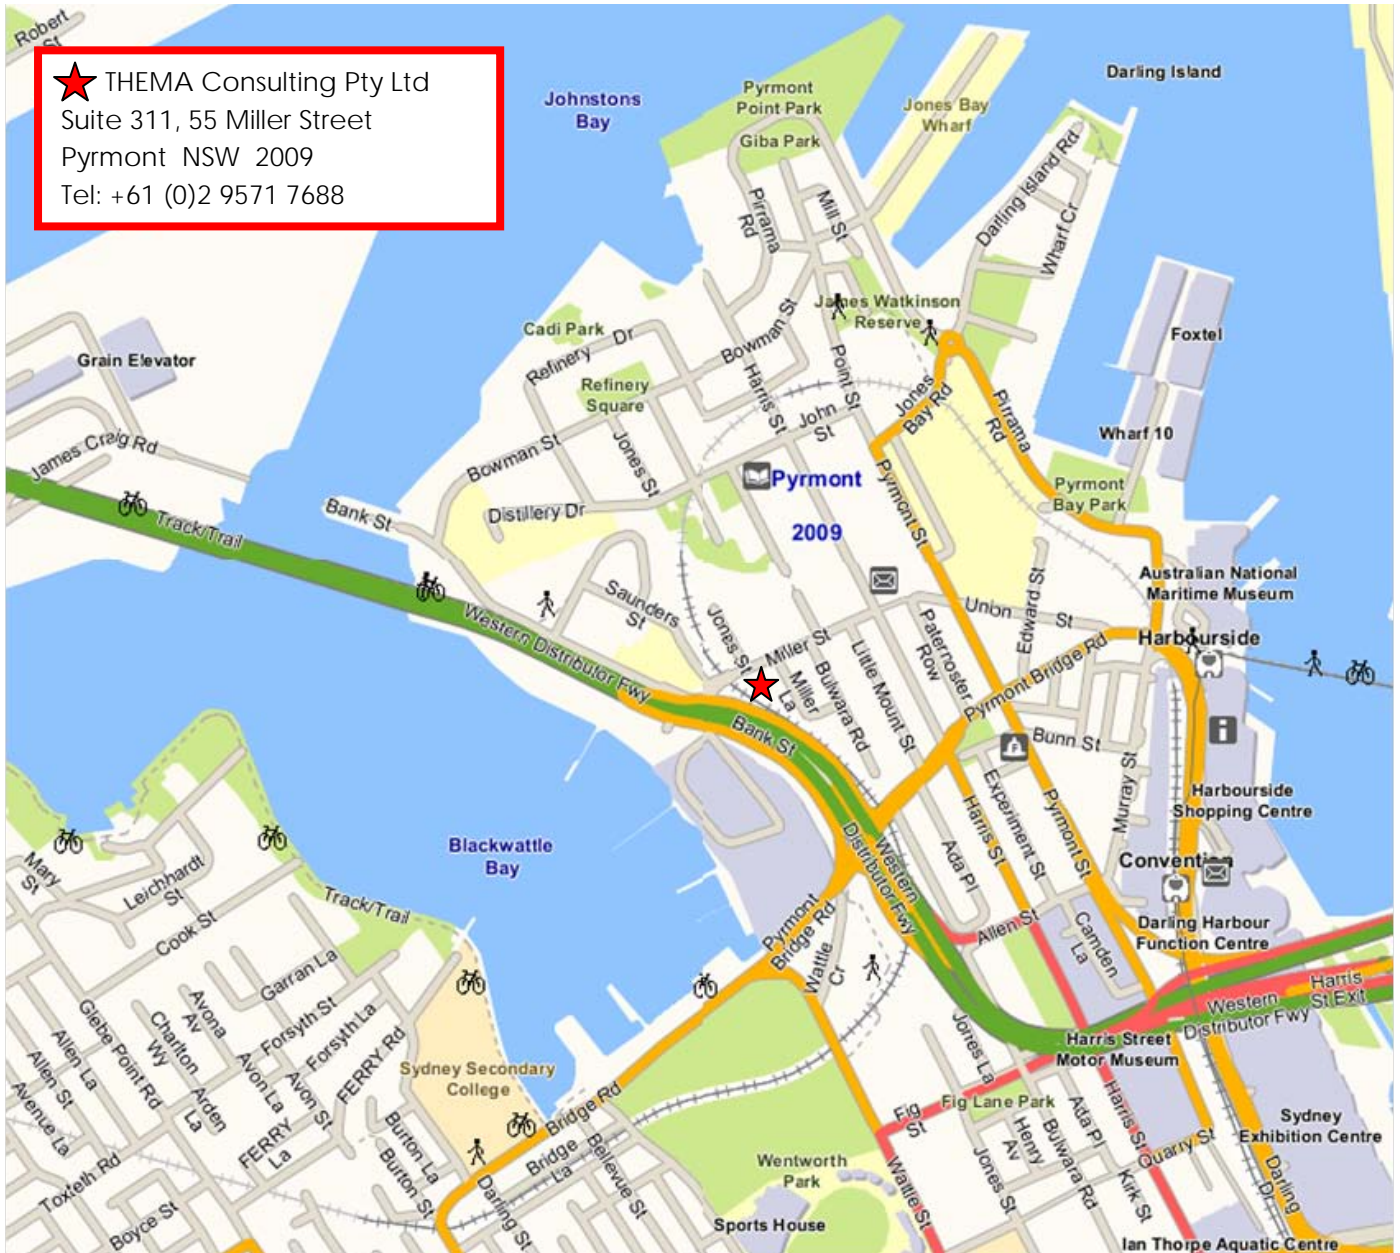 THEMA Consulting Pty Ltd
Suite 311, 55 Miller Street
Pyrmont NSW 2009
Tel: +61 (0)2 9571 7688
Robert
St
Johnstons
Bay
Pyrmont
Point Park
Giba Park
Jones Bay
Wharf
Darling Island
Pirrama
Rd
Mill St
Darling Island Rd
Wharf Cr
James Watkinson
Reserve
Cadi Park
Refinery Dr
Bowman St
Refinery
Square
Harris St
Point St
John
St
Jones
Bay Rd
Pirrama
Rd
Foxtel
Wharf 10
Grain Elevator
James Craig Rd
Track/Trail
Bank St
Bowman St
Jones St
Distillery Dr
Pyrmont
2009
Pyrmont St
Pyrmont
Bay Park
Australian National
Maritime Museum
Harbourside
Saunders
St
Western Distributor Fwy
Jones St
Miller St
Miller
La
Bulwara Rd
Little Mount St
Paternoster
Row
Union St
Edward St
Pyrmont Bridge Rd
Bank St
Bunn St
Murray St
Harbourside
Shopping Centre
Convention
Blackwattle
Bay
Harris St
Experiment St
Pyrmont St
Ada Pl
Western
Distributor Fwy
Allen St
Camden
La
Darling Harbour
Function Centre
Mary
St
Leichhardt
St
Cook St
Track/Trail
Pyrmont
Bridge Rd
Wattle
Cr
Garran La
Forsyth St
Forsyth La
FERRY Rd
Avona
Av
Charlton
Wy
Avon La
Avon St
Glebe Point Rd
Allen La
Allen St
Avenue La
Arden
La
FERRY
La
Toxteth Rd
Boyce St
Burton La
Burton St
Sydney Secondary
College
Bridge Rd
Bridge
La
Bellevue St
Darling St
Wentworth
Park
Sports House
Jones La
Fig
St
Fig Lane Park
Wattle St
Henry
Av
Jones St
Bulwara Rd
Ada Pl
Kirk St
Harris St
Quarry St
Harris Street
Motor Museum
Western
Distributor Fwy
Harris
St Exit
Sydney
Exhibition Centre
Darling
Dr
Ian Thorpe Aquatic Centre